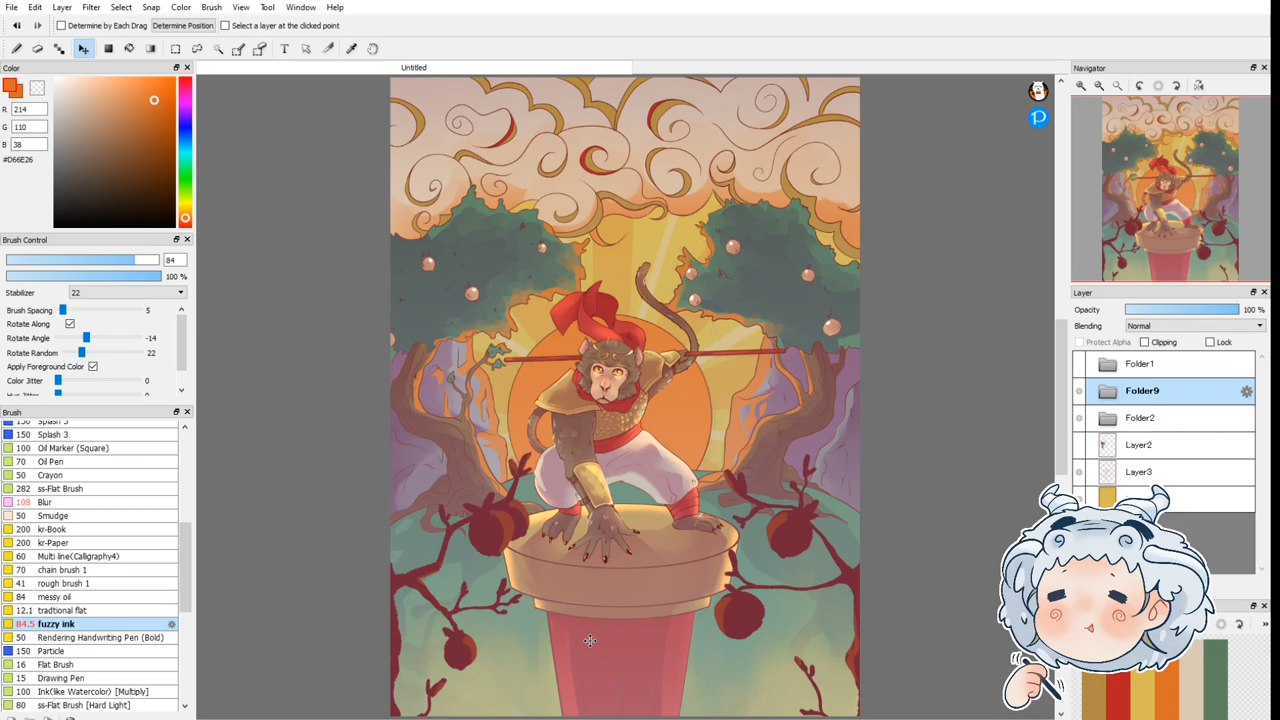 File Edit Layer Filter Select Snap Color Brush View Tool Window Help
Determine by Each Drag Determine Position Select a layer at the clicked point
T
Untitled
Color
R 214
G 110
B 38
#D66E26
Brush Control
84
100 %
Stabilizer 22
Brush Spacing 5
Rotate Along
Rotate Angle -14
Rotate Random 22
Apply Foreground Color
Color Jitter 0
Brush
150 Splash 3
100 Oil Marker (Square)
70 Oil Pen
50 Crayon
282 ss-Flat Brush
108 Blur
50 Smudge
200 kr-Book
200 kr-Paper
60 Multi line(Calligraphy4)
70 chain brush 1
41 rough brush 1
84 messy oil
12.1 tradtional flat
84.5 fuzzy ink
50 Rendering Handwriting Pen (Bold)
150 Particle
16 Flat Brush
15 Drawing Pen
100 Ink(like Watercolor) [Multiply]
80 ss-Flat Brush [Hard Light]
Navigator
Layer
Opacity 100 %
Blending Normal
Protect Alpha Clipping Lock
Folder1
Folder9
Folder2
Layer2
Layer3